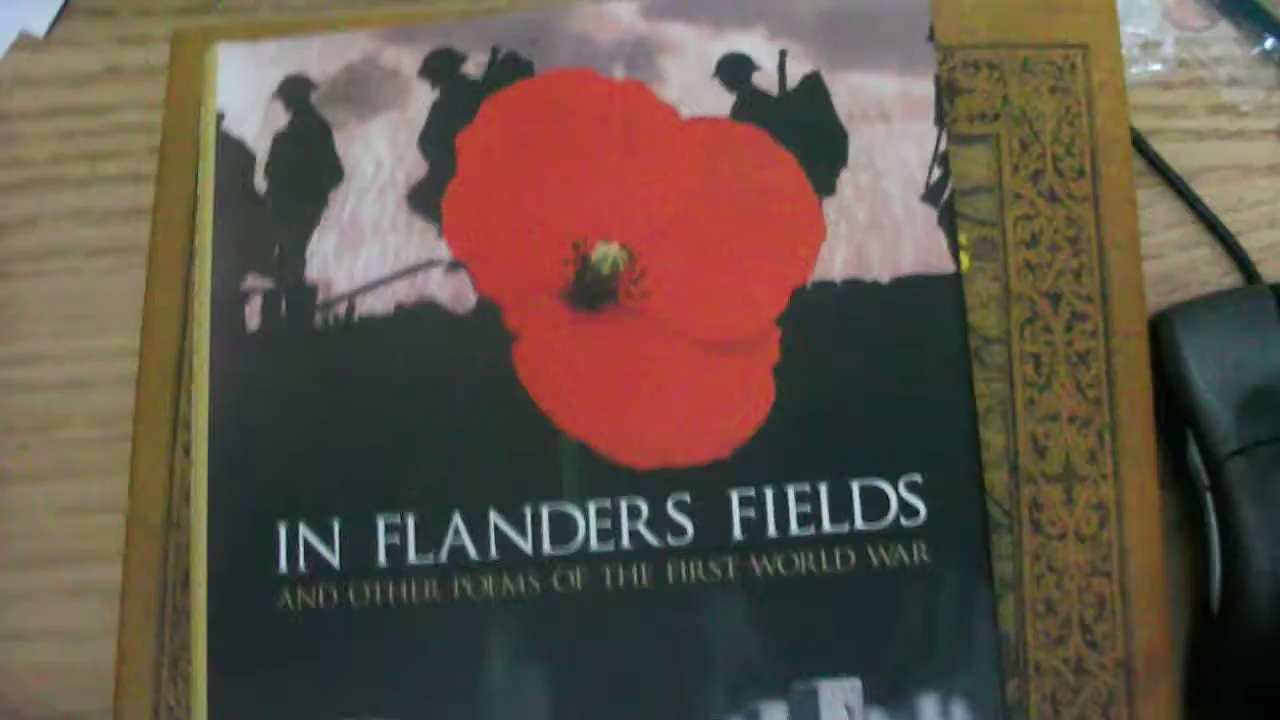 IN FLANDERS FIELDS
AND OTHER POEMS OF THE FIRST WORLD WAR